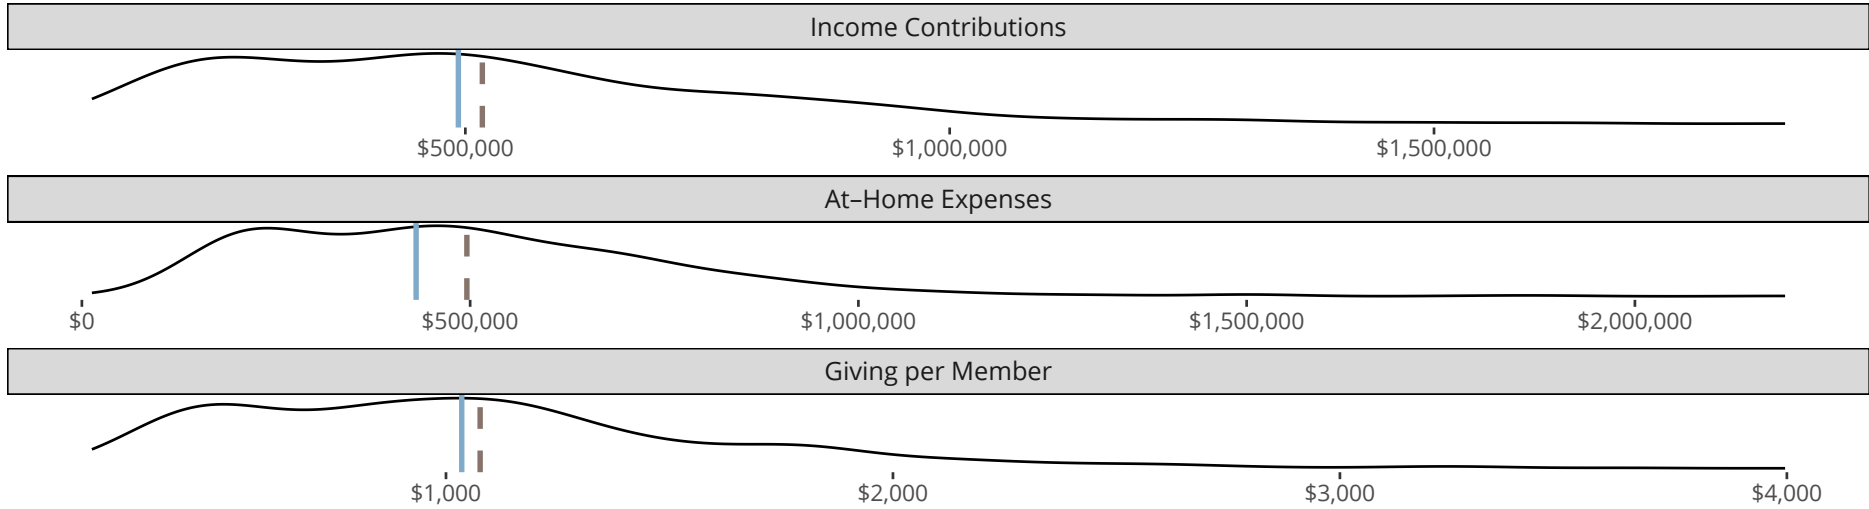 Income Contributions
$500,000 $1,000,000 $1,500,000
At–Home Expenses
$0 $500,000 $1,000,000 $1,500,000 $2,000,000
Giving per Member
$1,000 $2,000 $3,000 $4,000